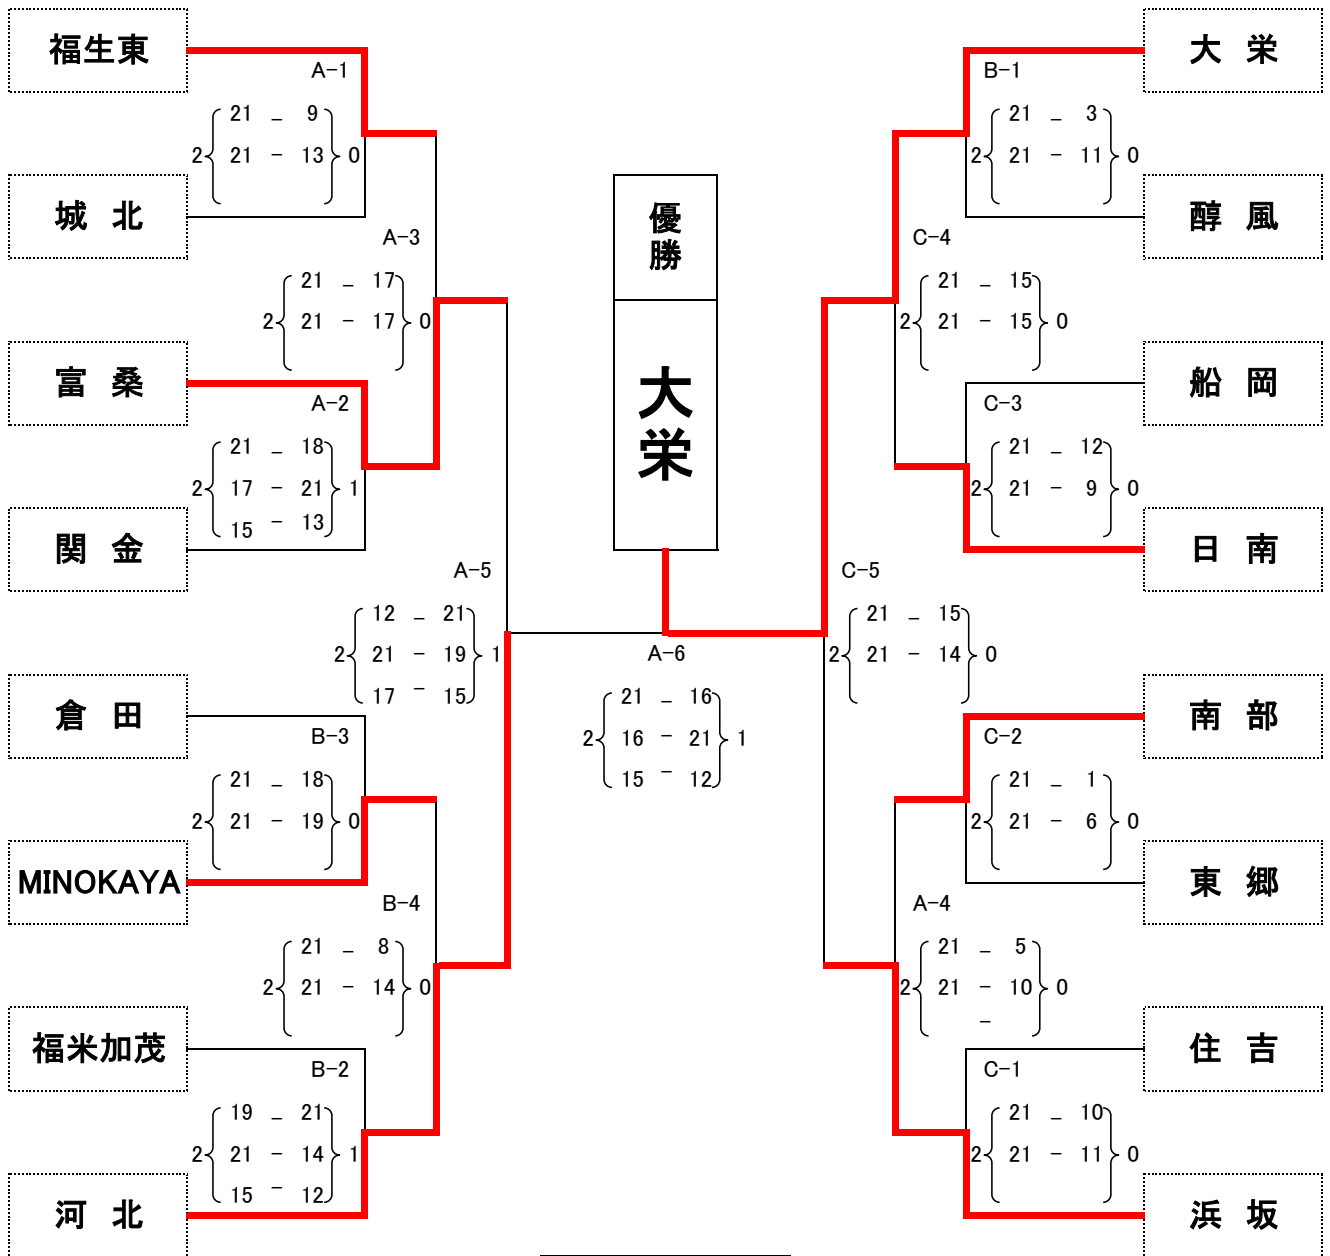 福生東
A-1
2 21 - 9 0
21 - 13
城 北
A-3
2 21 - 17 0
21 - 17
富 桑
A-2
2 21 - 18 1
17 - 21
15 - 13
関 金
A-5
2 12 - 21 1
21 - 19
17 - 15
倉 田
B-3
2 21 - 18 0
21 - 19
MINOKAYA
B-4
2 21 - 8 0
21 - 14
福米加茂
B-2
2 19 - 21 1
21 - 14
15 - 12
河 北
優勝
大栄
A-6
2 21 - 16 1
16 - 21
15 - 12
大 栄
B-1
2 21 - 3 0
21 - 11
醇 風
C-4
2 21 - 15 0
21 - 15
船 岡
C-3
2 21 - 12 0
21 - 9
日 南
C-5
2 21 - 15 0
21 - 14
南 部
C-2
2 21 - 1 0
21 - 6
東 郷
A-4
2 21 - 5 0
21 - 10
-
住 吉
C-1
2 21 - 10 0
21 - 11
浜 坂